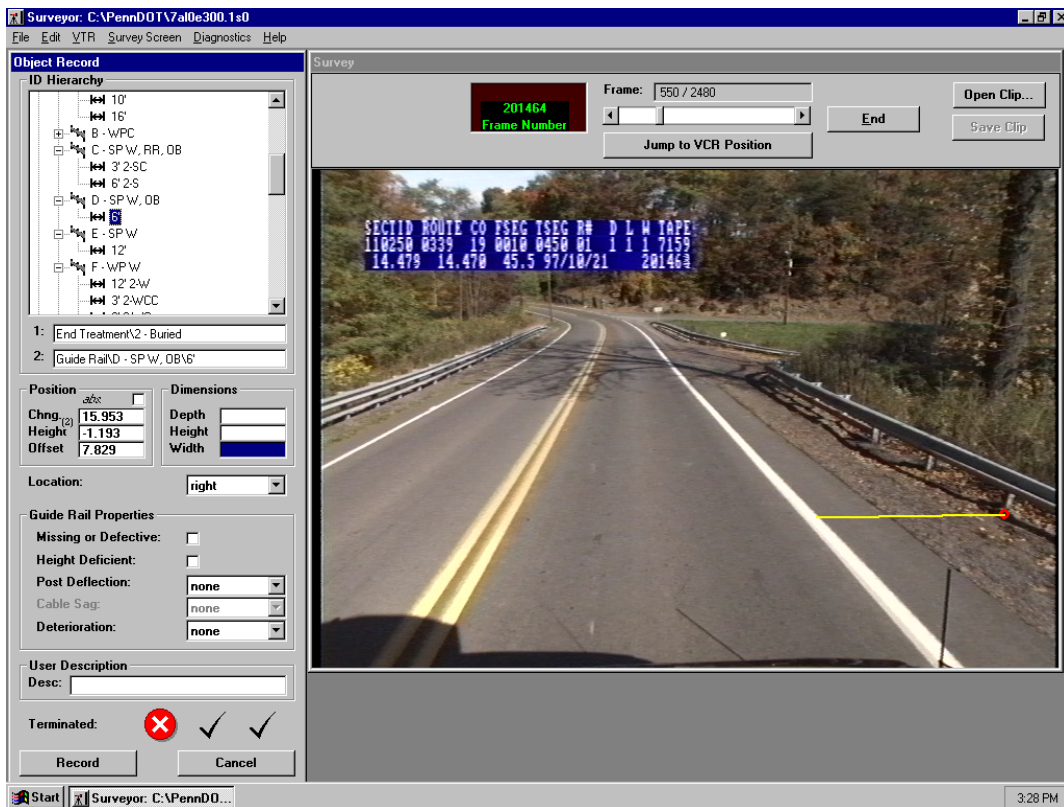 Surveyor: C:\PennDOT\7al0e300.1s0
File Edit VTR Survey Screen Diagnostics Help
Object Record
ID Hierarchy
10'
16'
B - WPC
C - SP W, RR, OB
3' 2-SC
6' 2-S
D - SP W, OB
6'
E - SP W
12'
F - WP W
12' 2-W
3' 2-WCC
1: End Treatment\2 - Buried
2: Guide Rail\D - SP W, OB\6'
Position
abs
Chng.(2) 15.953
Height -1.193
Offset 7.829
Dimensions
Depth
Height
Width
Location: right
Guide Rail Properties
Missing or Defective:
Height Deficient:
Post Deflection: none
Cable Sag: none
Deterioration: none
User Description
Desc:
Terminated:
Record Cancel
Survey
201464
Frame Number
Frame: 550 / 2480
Jump to VCR Position
End
Open Clip...
Save Clip
SECTID ROUTE CO FSEG TSEG R# D L W TAPE
110250 0339 19 0010 0450 01 1 1 1 7159
14.479 14.470 45.5 97/10/21
Start Surveyor: C:\PennDO... 3:28 PM